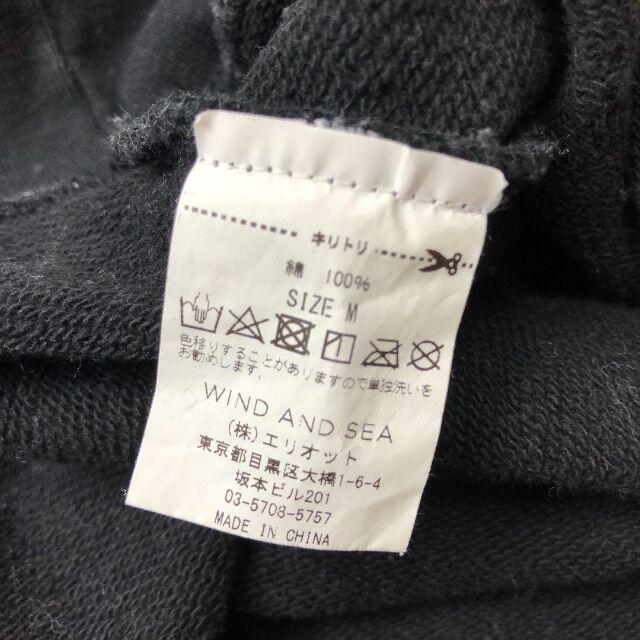 キリトリ
綿 100%
SIZE M
色移りすることがありますので単独洗いを
お勧めします。
WIND AND SEA
(株)エリオット
東京都目黒区大橋1-6-4
坂本ビル201
03-5708-5757
MADE IN CHINA